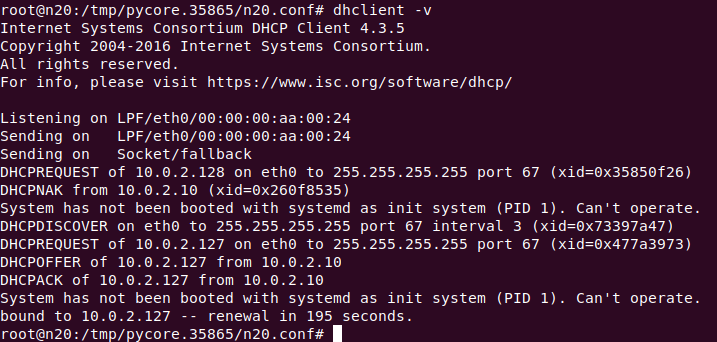 root@n20:/tmp/pycore.35865/n20.conf# dhclient -v
Internet Systems Consortium DHCP Client 4.3.5
Copyright 2004-2016 Internet Systems Consortium.
All rights reserved.
For info, please visit https://www.isc.org/software/dhcp/
Listening on LPF/eth0/00:00:00:aa:00:24
Sending on   LPF/eth0/00:00:00:aa:00:24
Sending on   Socket/fallback
DHCPREQUEST of 10.0.2.128 on eth0 to 255.255.255.255 port 67 (xid=0x35850f26)
DHCPNAK from 10.0.2.10 (xid=0x260f8535)
System has not been booted with systemd as init system (PID 1). Can't operate.
DHCPDISCOVER on eth0 to 255.255.255.255 port 67 interval 3 (xid=0x73397a47)
DHCPREQUEST of 10.0.2.127 on eth0 to 255.255.255.255 port 67 (xid=0x477a3973)
DHCPOFFER of 10.0.2.127 from 10.0.2.10
DHCPACK of 10.0.2.127 from 10.0.2.10
System has not been booted with systemd as init system (PID 1). Can't operate.
bound to 10.0.2.127 -- renewal in 195 seconds.
root@n20:/tmp/pycore.35865/n20.conf#